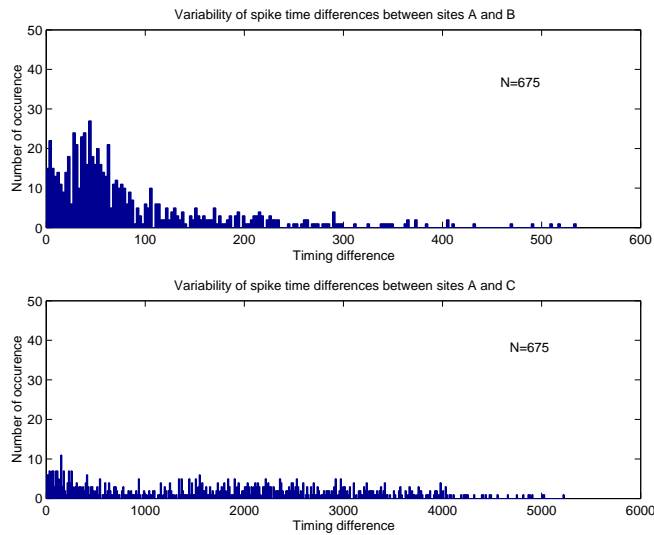 Variability of spike time differences between sites A and B
50
40
30
20
10
0
Number of occurence
N=675
0 100 200 300 400 500 600
Timing difference
Variability of spike time differences between sites A and C
50
40
30
20
10
0
Number of occurence
N=675
0 1000 2000 3000 4000 5000 6000
Timing difference